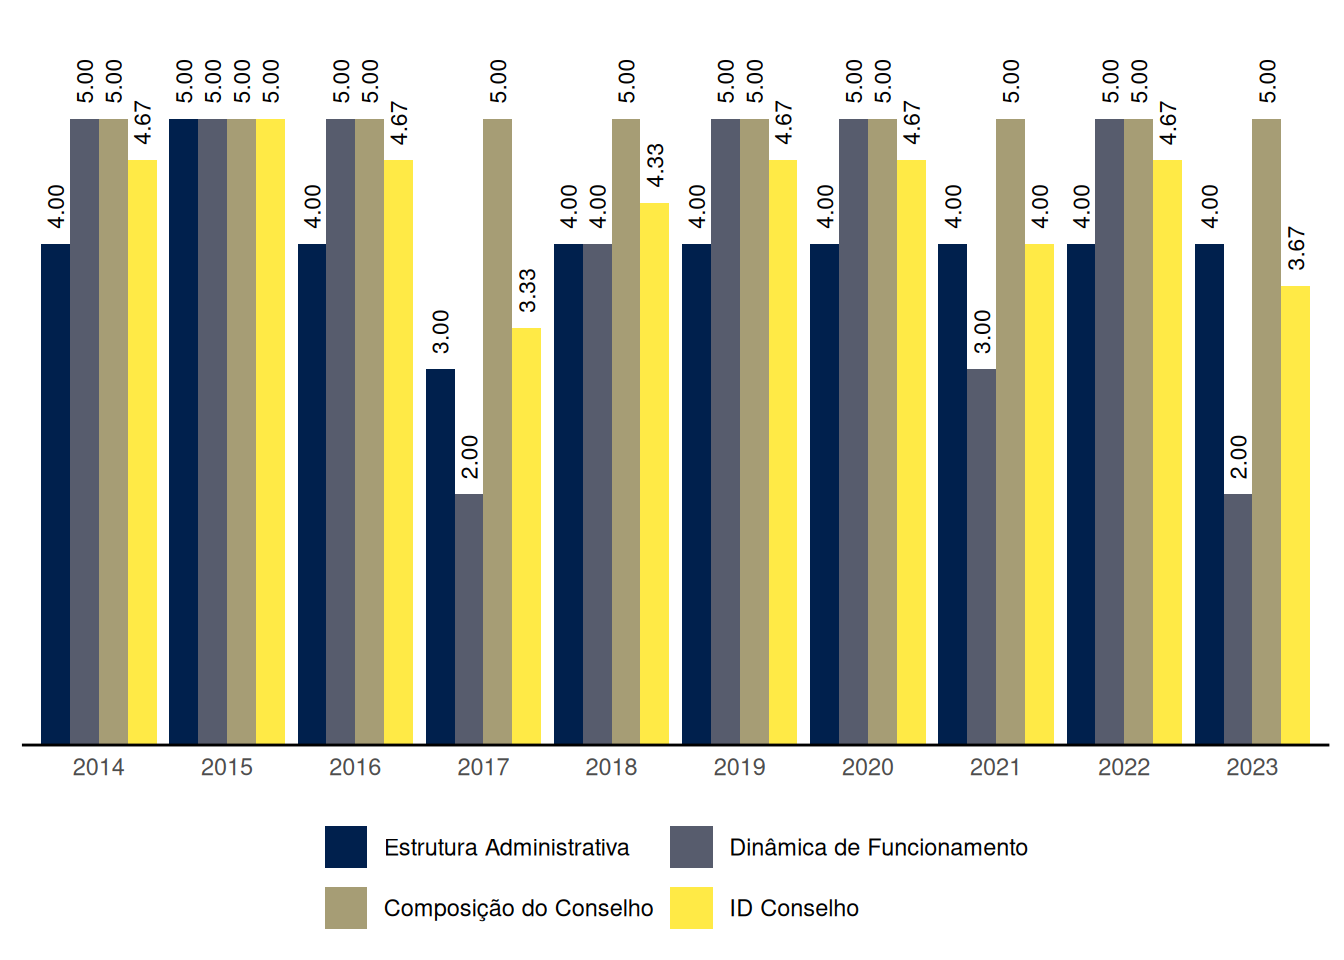 4.00 5.00 5.00 4.67 5.00 5.00 5.00 5.00 4.00 5.00 5.00 4.67 3.00 2.00 5.00 3.33 4.00 4.00 5.00 4.33 4.00 5.00 5.00 4.67 4.00 5.00 5.00 4.67 4.00 3.00 5.00 4.00 4.00 5.00 5.00 4.67 4.00 2.00 5.00 3.67
2014 2015 2016 2017 2018 2019 2020 2021 2022 2023
Estrutura Administrativa Dinâmica de Funcionamento
Composição do Conselho ID Conselho